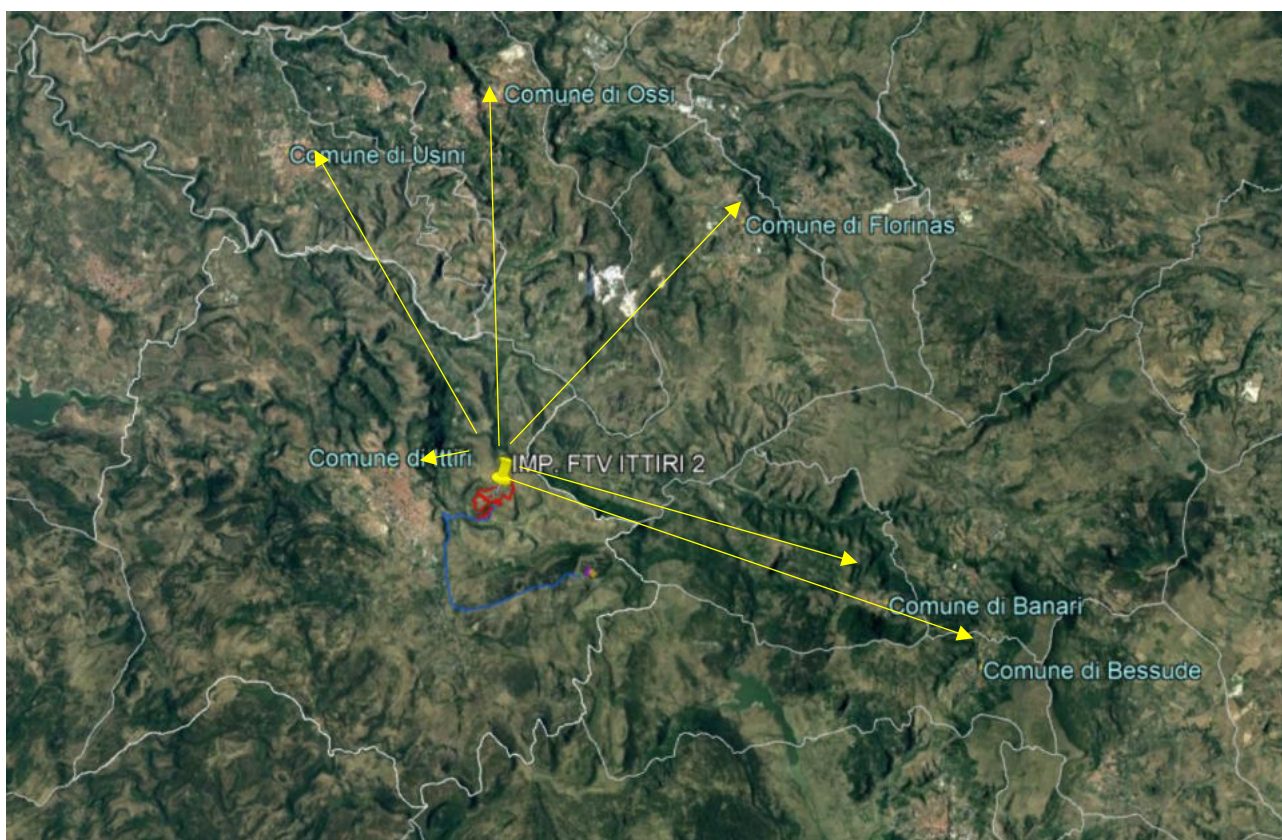 Comune di Ossi
Comune di Usini
Comune di Florinas
Comune di Ittiri
IMP. FTV ITTIRI 2
Comune di Banari
Comune di Bessude